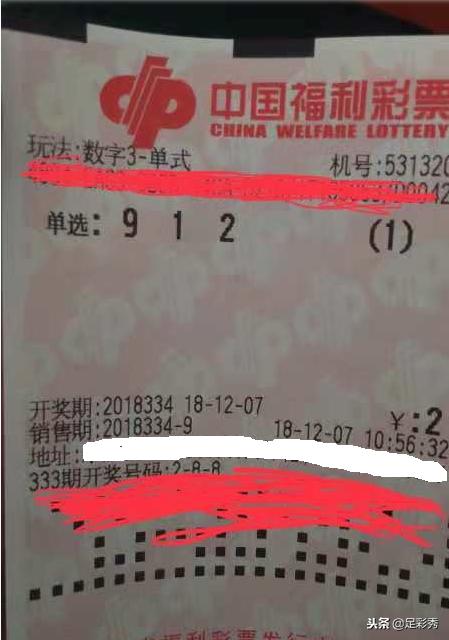 中国福利彩票
CHINA WELFARE LOTTERY
玩法:数字3-单式
机号:531320
单选: 9 1 2 (1)
开奖期:2018334 18-12-07
¥:2
销售期:2018334-9 18-12-07 10:56:32
地址:
333期开奖号码:2-8-8
头条 @足彩秀